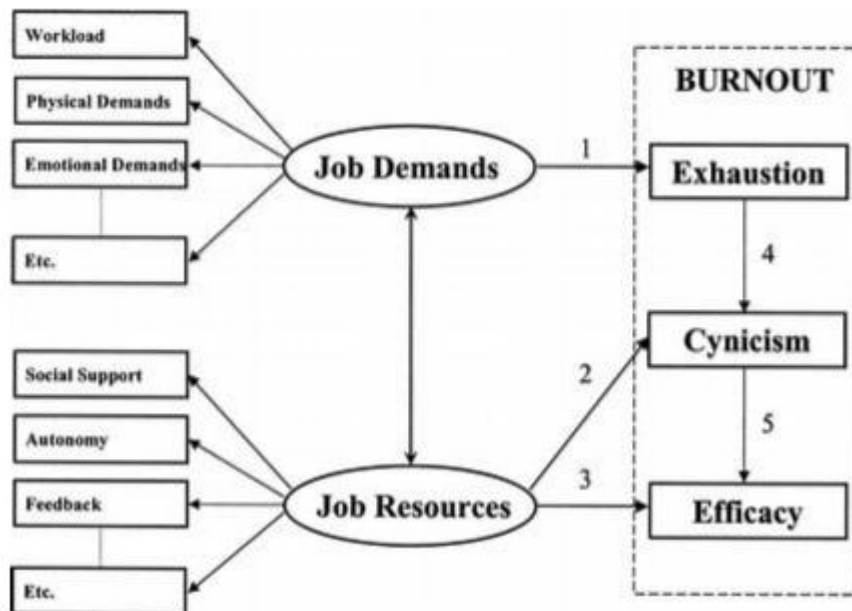 Workload
Physical Demands
Emotional Demands
Etc.
Job Demands
1
BURNOUT
Exhaustion
4
Cynicism
2
5
3
Efficacy
Social Support
Autonomy
Feedback
Etc.
Job Resources